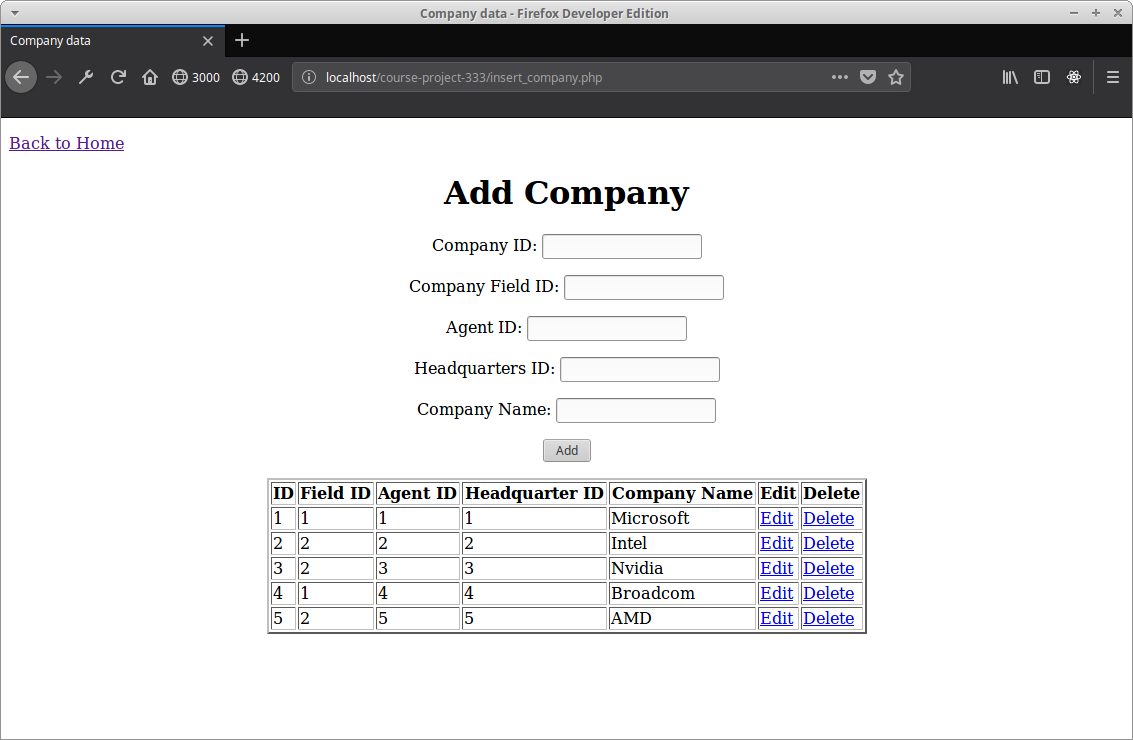 Company data - Firefox Developer Edition
Company data
3000 4200 localhost/course-project-333/insert_company.php
Back to Home
Add Company
Company ID:
Company Field ID:
Agent ID:
Headquarters ID:
Company Name:
Add
ID Field ID Agent ID Headquarter ID Company Name Edit Delete
1 1 1 1 Microsoft Edit Delete
2 2 2 2 Intel Edit Delete
3 2 3 3 Nvidia Edit Delete
4 1 4 4 Broadcom Edit Delete
5 2 5 5 AMD Edit Delete